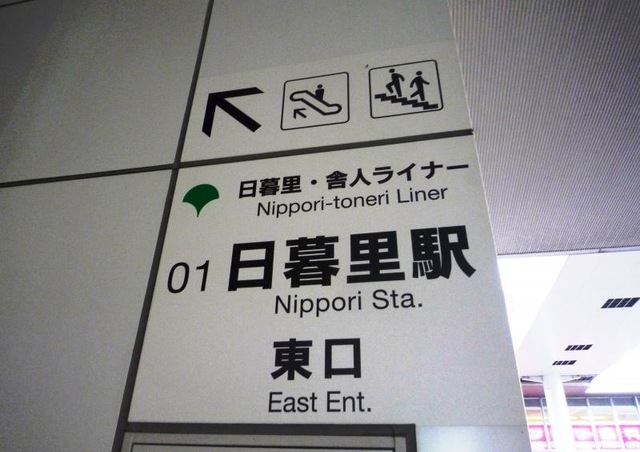 日暮里・舎人ライナー
Nippori-toneri Liner
01 日暮里駅
Nippori Sta.
東口
East Ent.